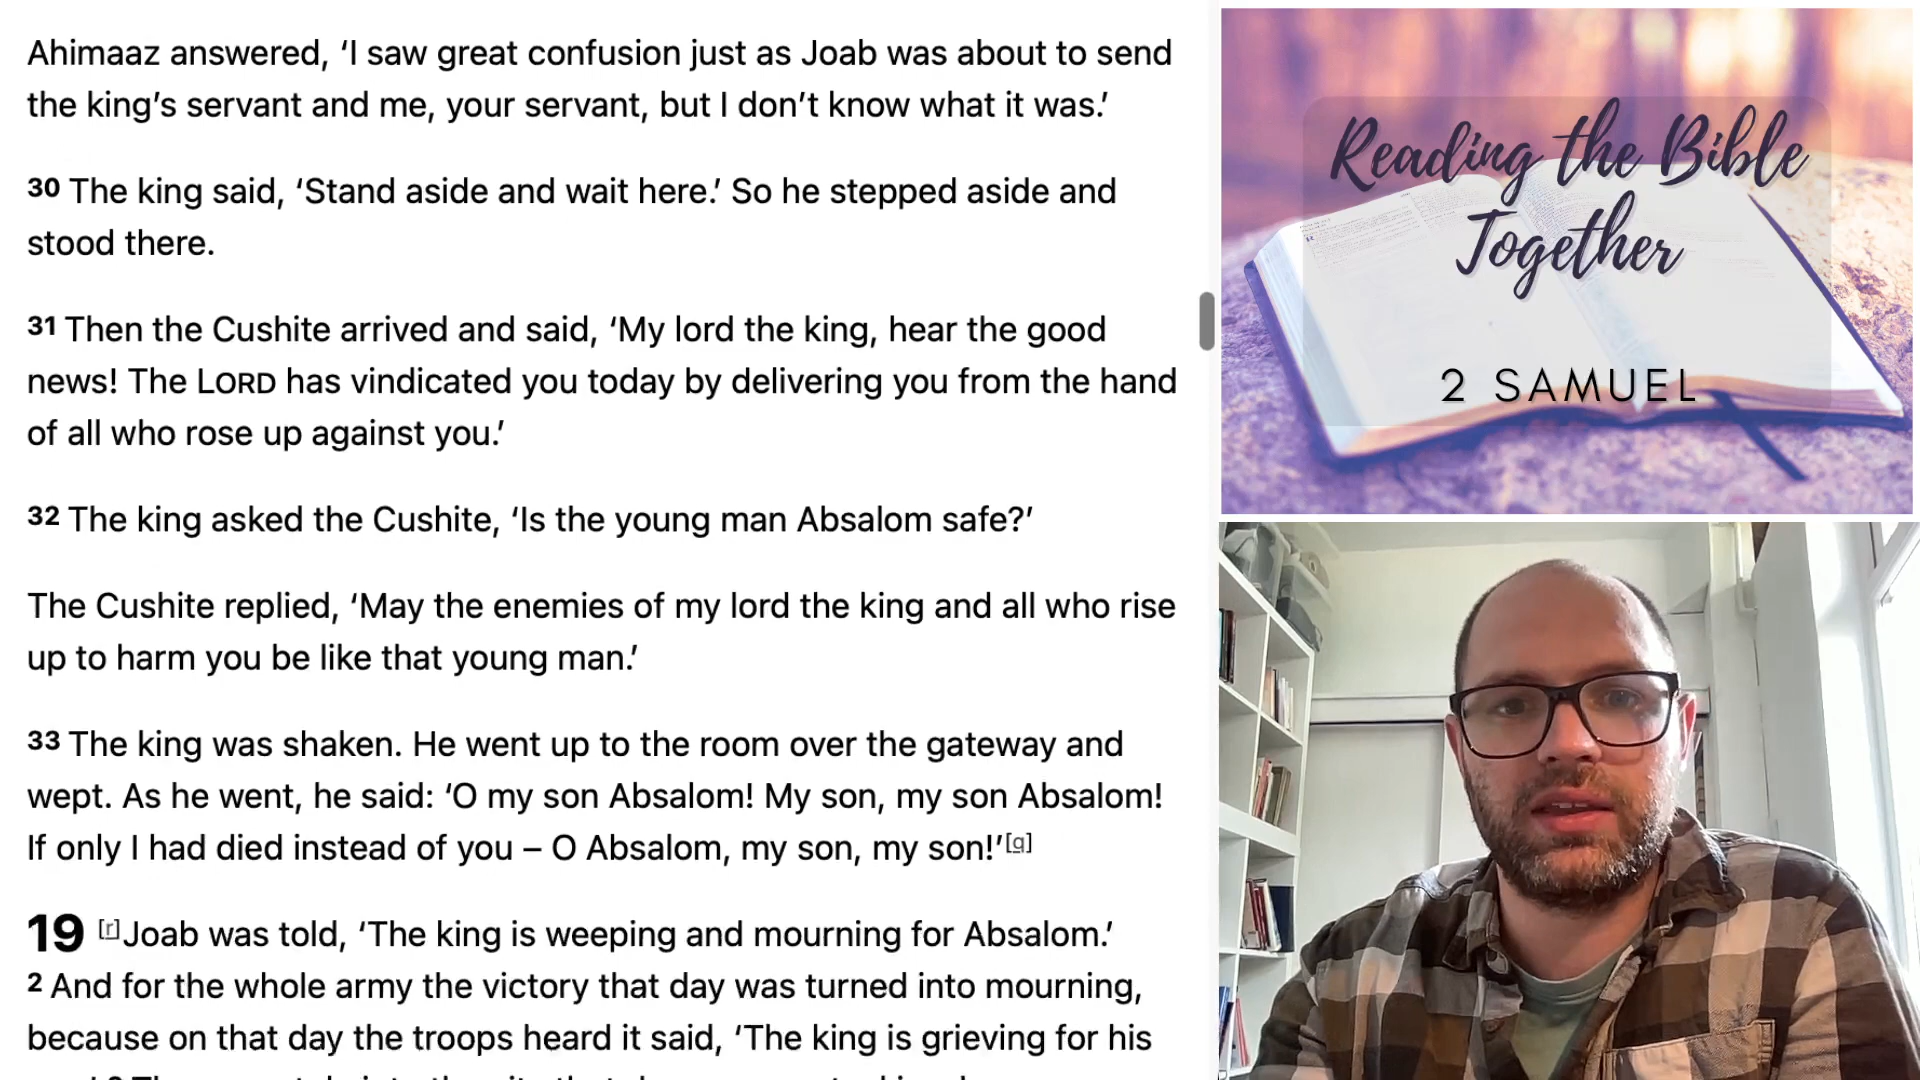 Ahimaaz answered, ‘I saw great confusion just as Joab was about to send
the king’s servant and me, your servant, but I don’t know what it was.’
30 The king said, ‘Stand aside and wait here.’ So he stepped aside and
stood there.
31 Then the Cushite arrived and said, ‘My lord the king, hear the good
news! The LORD has vindicated you today by delivering you from the hand
of all who rose up against you.’
32 The king asked the Cushite, ‘Is the young man Absalom safe?’
The Cushite replied, ‘May the enemies of my lord the king and all who rise
up to harm you be like that young man.’
33 The king was shaken. He went up to the room over the gateway and
wept. As he went, he said: ‘O my son Absalom! My son, my son Absalom!
If only I had died instead of you – O Absalom, my son, my son!’[q]
19 [r]Joab was told, ‘The king is weeping and mourning for Absalom.’
2 And for the whole army the victory that day was turned into mourning,
because on that day the troops heard it said, ‘The king is grieving for his
Reading the Bible
Together
2 SAMUEL